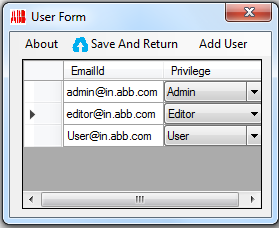 ABB User Form
About Save And Return Add User
EmailId Privilege
admin@in.abb.com Admin
editor@in.abb.com Editor
User@in.abb.com User